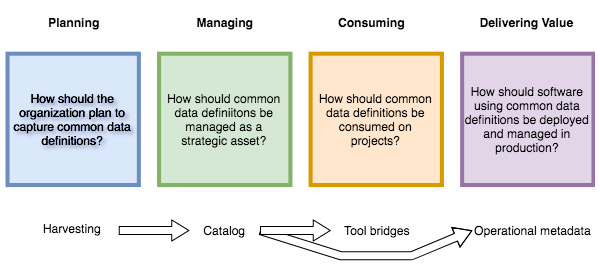 Planning
Managing
Consuming
Delivering Value
How should the
organization plan to
capture common data
definitions?
How should common
data definiitons be
managed as a
strategic asset?
How should common
data definitions be
consumed on
projects?
How should software
using common data
definitions be deployed
and managed in
production?
Harvesting
Catalog
Tool bridges
Operational metadata